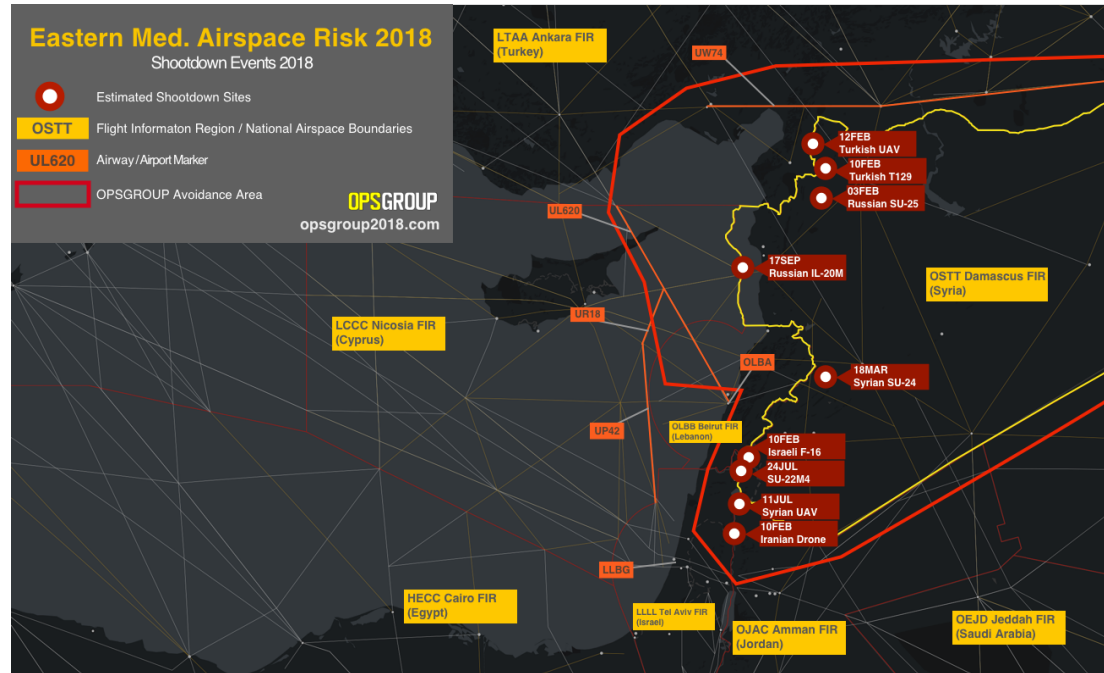 Eastern Med. Airspace Risk 2018
Shootdown Events 2018
Estimated Shootdown Sites
OSTT
Flight Informaton Region / National Airspace Boundaries
UL620
Airway/Airport Marker
OPSGROUP Avoidance Area
OPSGROUP
opsgroup2018.com
LTAA Ankara FIR
(Turkey)
UW74
12FEB
Turkish UAV
10FEB
Turkish T129
03FEB
Russian SU-25
UL620
17SEP
Russian IL-20M
OSTT Damascus FIR
(Syria)
LCCC Nicosia FIR
(Cyprus)
UR18
OLBA
18MAR
Syrian SU-24
UP42
OLBB Beirut FIR
(Lebanon)
10FEB
Israeli F-16
24JUL
SU-22M4
11JUL
Syrian UAV
10FEB
Iranian Drone
LLBG
HECC Cairo FIR
(Egypt)
LLLL Tel Aviv FIR
(Israel)
OJAC Amman FIR
(Jordan)
OEJD Jeddah FIR
(Saudi Arabia)